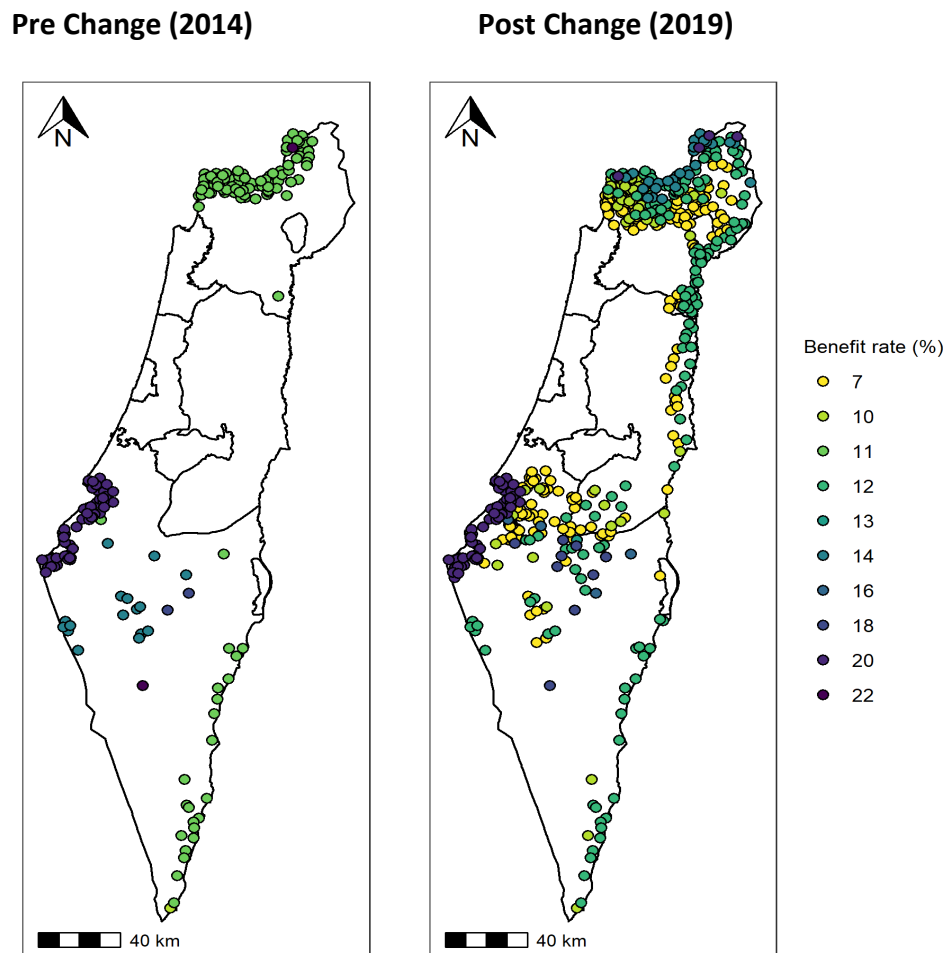 Pre Change (2014)
Post Change (2019)
N
N
Benefit rate (%)
7
10
11
12
13
14
16
18
20
22
40 km
40 km